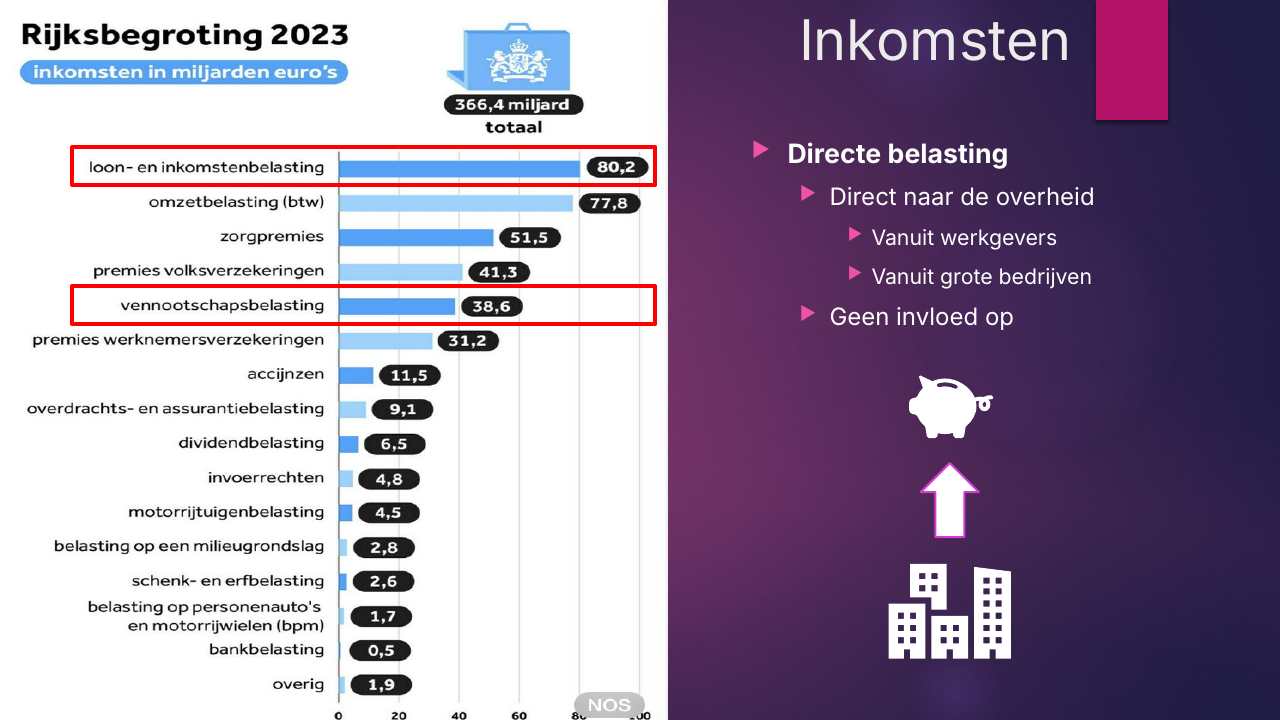 Rijksbegroting 2023
inkomsten in miljarden euro's
366,4 miljard
totaal
loon- en inkomstenbelasting 80,2
omzetbelasting (btw) 77,8
zorgpremies 51,5
premies volksverzekeringen 41,3
vennootschapsbelasting 38,6
premies werknemersverzekeringen 31,2
accijnzen 11,5
overdrachts- en assurantiebelasting 9,1
dividendbelasting 6,5
invoerrechten 4,8
motorrijtuigenbelasting 4,5
belasting op een milieugrondslag 2,8
schenk- en erfbelasting 2,6
belasting op personenauto's
en motorrijwielen (bpm) 1,7
bankbelasting 0,5
overig 1,9
NOS
0 20 40 60 80 100
Inkomsten
Directe belasting
Direct naar de overheid
Vanuit werkgevers
Vanuit grote bedrijven
Geen invloed op